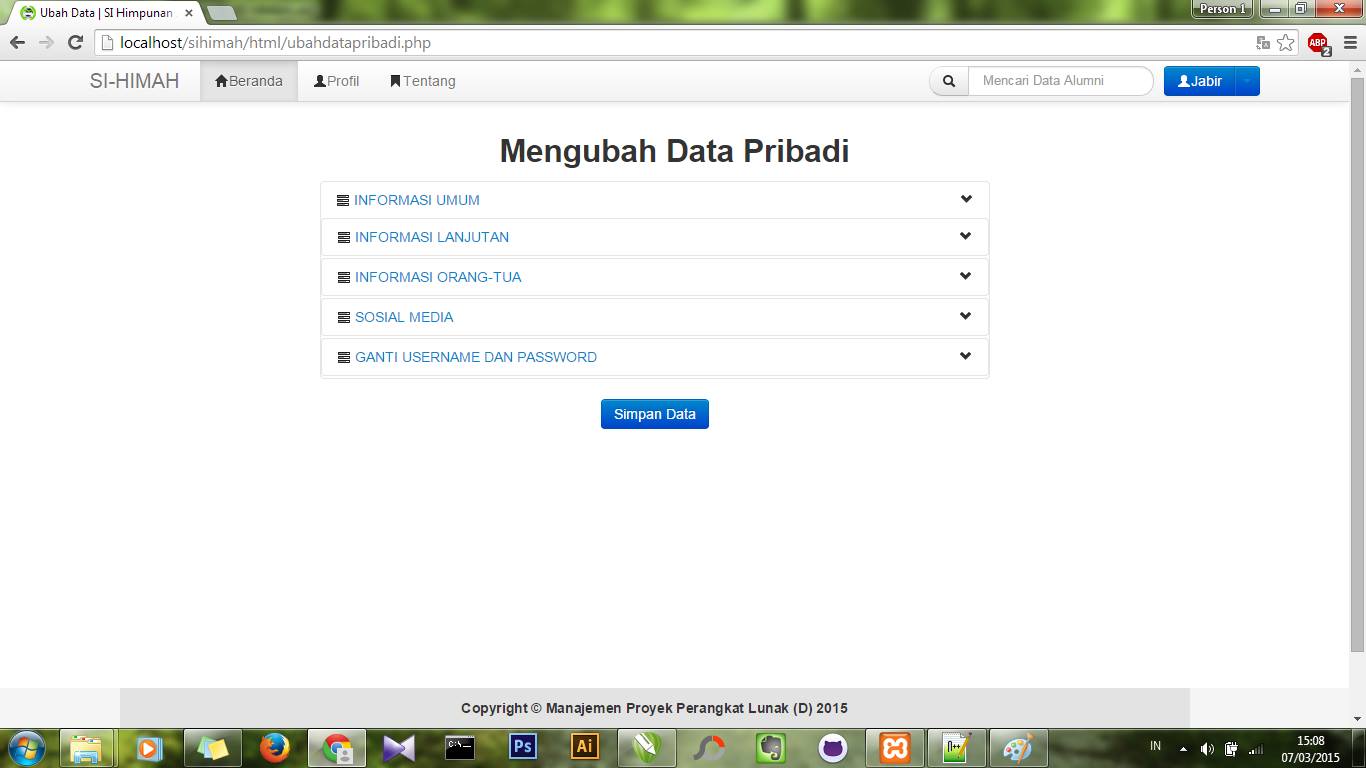 Ubah Data | SI Himpunan
Person 1
localhost/sihimah/html/ubahdatapribadi.php
ABP
2
SI-HIMAH
Beranda
Profil
Tentang
Mencari Data Alumni
Jabir
Mengubah Data Pribadi
INFORMASI UMUM
INFORMASI LANJUTAN
INFORMASI ORANG-TUA
SOSIAL MEDIA
GANTI USERNAME DAN PASSWORD
Simpan Data
Copyright © Manajemen Proyek Perangkat Lunak (D) 2015
C:\_
Ps
Ai
IN
15:08
07/03/2015